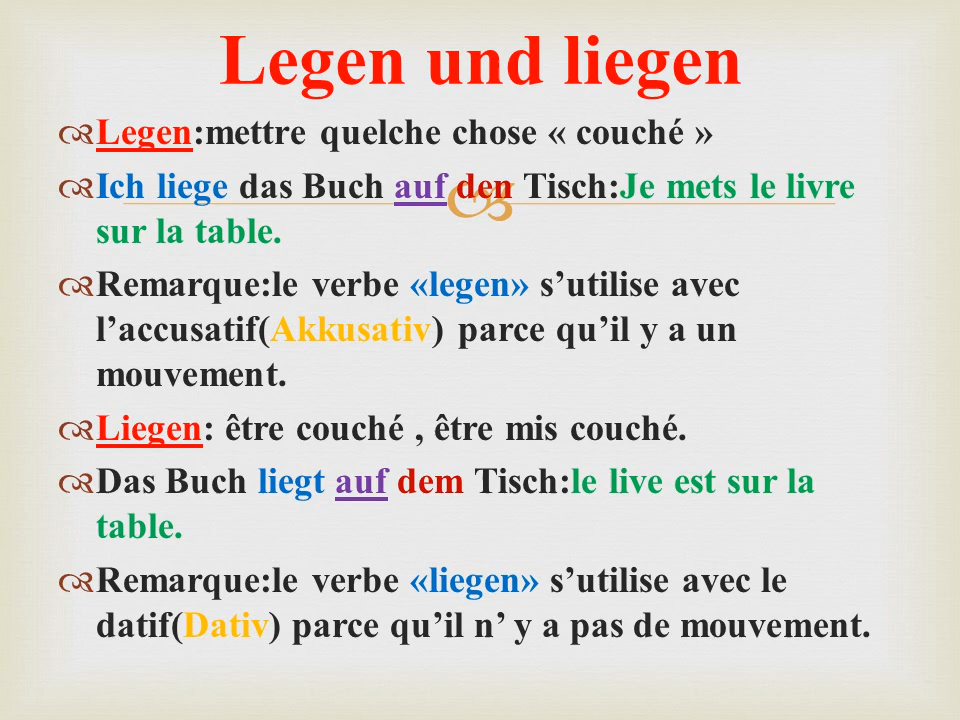 Legen und liegen
Legen:mettre quelche chose « couché »
Ich liege das Buch auf den Tisch:Je mets le livre
sur la table.
Remarque:le verbe «legen» s’utilise avec
l’accusatif(Akkusativ) parce qu’il y a un
mouvement.
Liegen: être couché , être mis couché.
Das Buch liegt auf dem Tisch:le live est sur la
table.
Remarque:le verbe «liegen» s’utilise avec le
datif(Dativ) parce qu’il n’ y a pas de mouvement.